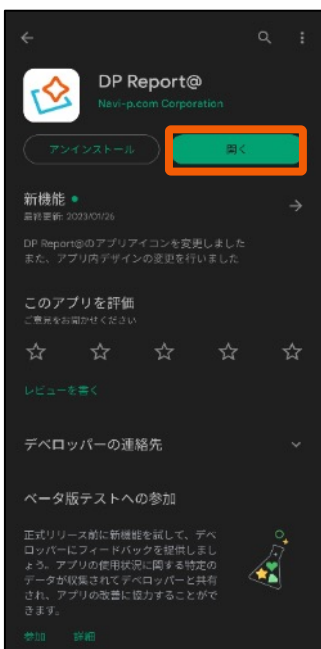 DP Report@
Navi-p.com Corporation
アンインストール
開く
新機能
最終更新: 2023/01/26
DP Report@のアプリアイコンを変更しました
また、アプリ内デザインの変更を行いました
このアプリを評価
ご意見をお聞かせください
レビューを書く
デベロッパーの連絡先
ベータ版テストへの参加
正式リリース前に新機能を試して、デベ
ロッパーにフィードバックを提供しまし
ょう。アプリの使用状況に関する特定の
データが収集されてデベロッパーと共有
され、アプリの改善に協力することがで
きます。
参加
詳細